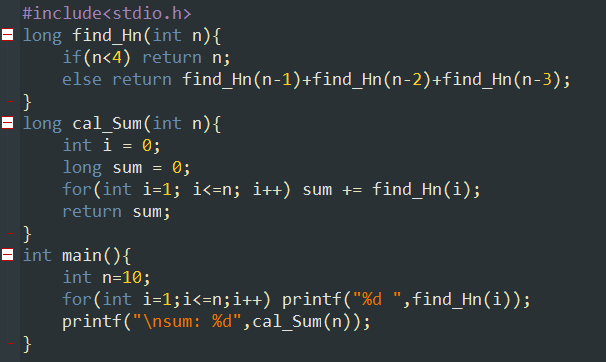 #include<stdio.h>
long find_Hn(int n){
    if(n<4) return n;
    else return find_Hn(n-1)+find_Hn(n-2)+find_Hn(n-3);
}
long cal_Sum(int n){
    int i = 0;
    long sum = 0;
    for(int i=1; i<=n; i++) sum += find_Hn(i);
    return sum;
}
int main(){
    int n=10;
    for(int i=1;i<=n;i++) printf("%d ",find_Hn(i));
    printf("\nsum: %d",cal_Sum(n));
}